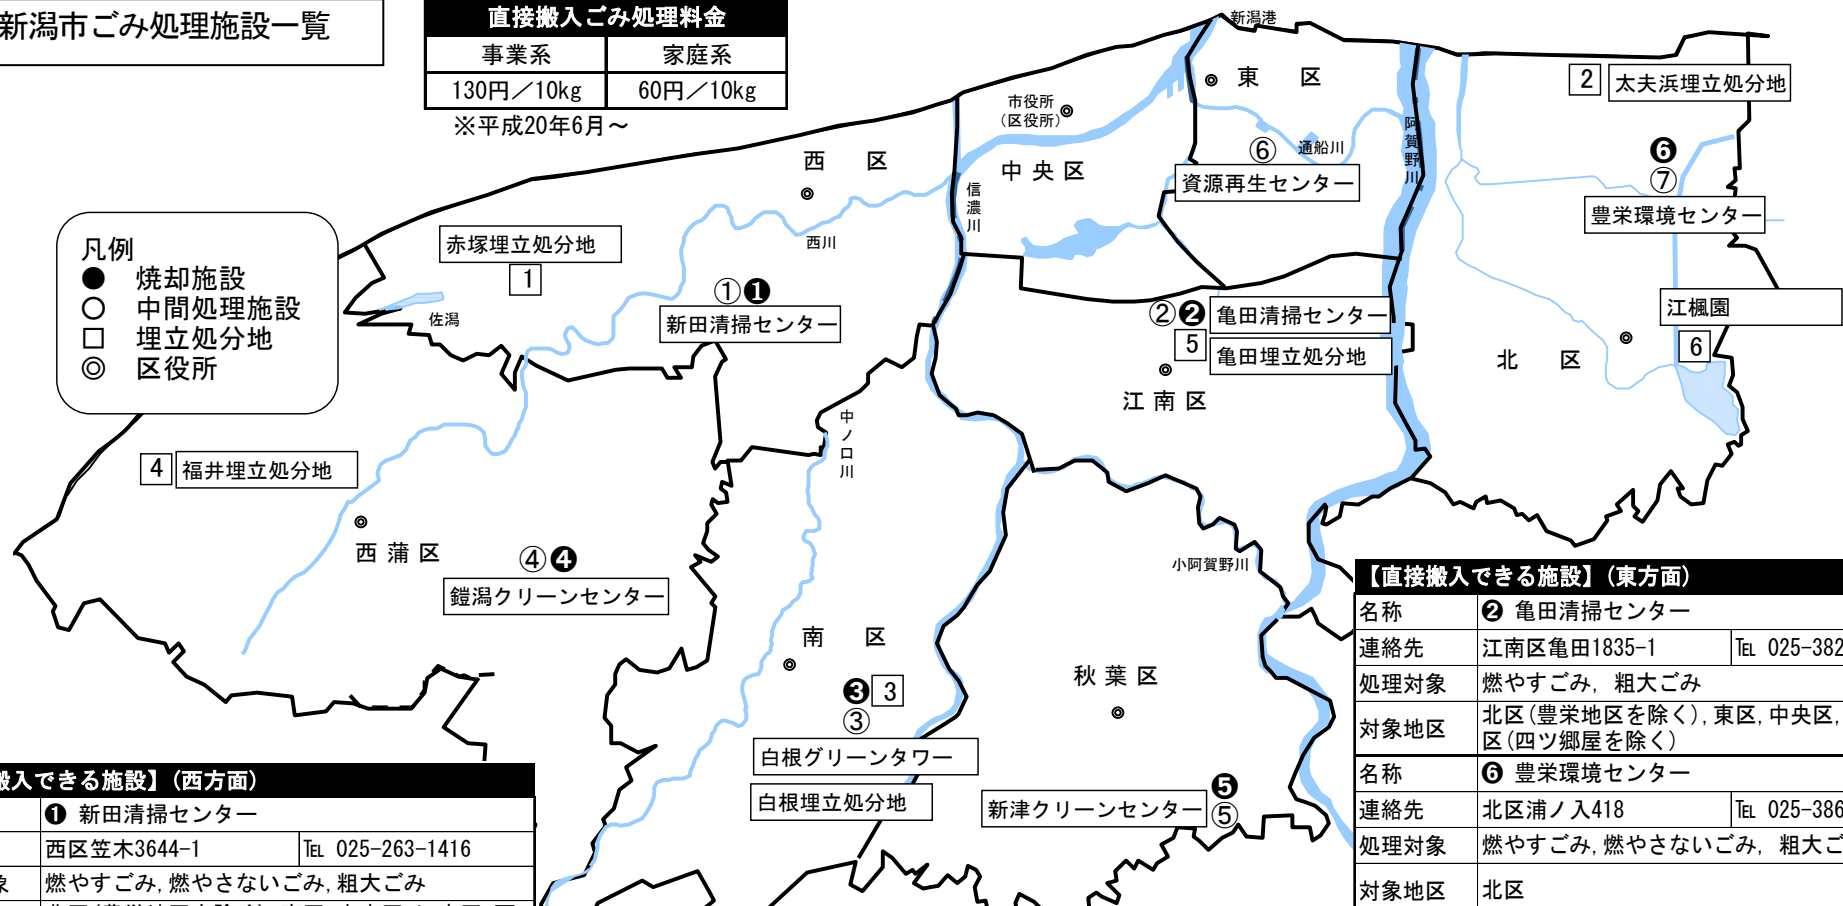 新潟市ごみ処理施設一覧
直接搬入ごみ処理料金
事業系 家庭系
130円／10kg 60円／10kg
※平成20年6月～
凡例
● 焼却施設
○ 中間処理施設
□ 埋立処分地
◎ 区役所
新潟港
東 区
市役所
（区役所）
中央区
西 区
信濃川
西川
通船川
阿賀野川
⑥
資源再生センター
2 太夫浜埋立処分地
❻
⑦
豊栄環境センター
赤塚埋立処分地
1
佐潟
①❶
新田清掃センター
②❷ 亀田清掃センター
5 亀田埋立処分地
江南区
江楓園
6
北 区
中ノ口川
4 福井埋立処分地
西蒲区
④❹
鎧潟クリーンセンター
小阿賀野川
南 区
❸ 3
③
白根グリーンタワー
白根埋立処分地
秋葉区
新津クリーンセンター
❺
⑤
【直接搬入できる施設】（東方面）
名称 ❷ 亀田清掃センター
連絡先 江南区亀田1835-1 ℡ 025-382
処理対象 燃やすごみ, 粗大ごみ
対象地区 北区(豊栄地区を除く), 東区, 中央区,
区(四ツ郷屋を除く)
名称 ❻ 豊栄環境センター
連絡先 北区浦ノ入418 ℡ 025-386
処理対象 燃やすごみ, 燃やさないごみ, 粗大ご
対象地区 北区
搬入できる施設】（西方面）
❶ 新田清掃センター
西区笠木3644-1 ℡ 025-263-1416
象 燃やすごみ, 燃やさないごみ, 粗大ごみ